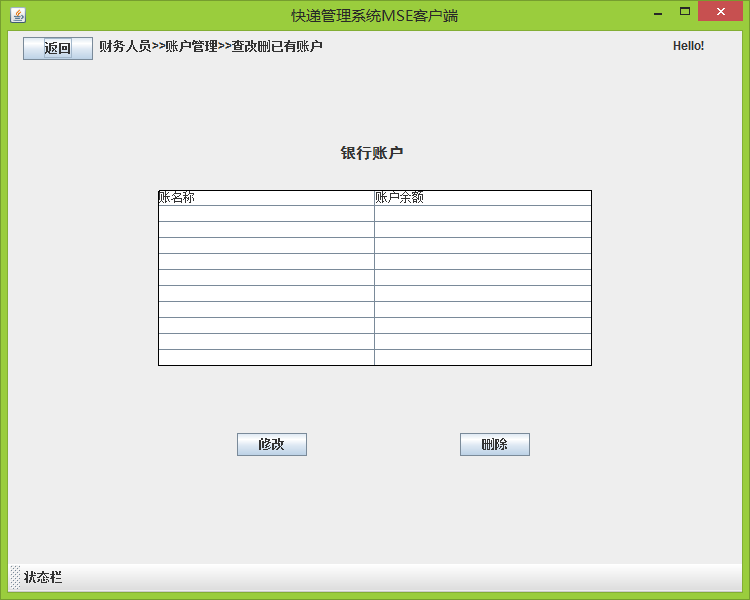 快递管理系统MSE客户端
返回 财务人员>>账户管理>>查改删已有账户 Hello!
银行账户
账名称 账户余额
修改 删除
状态栏